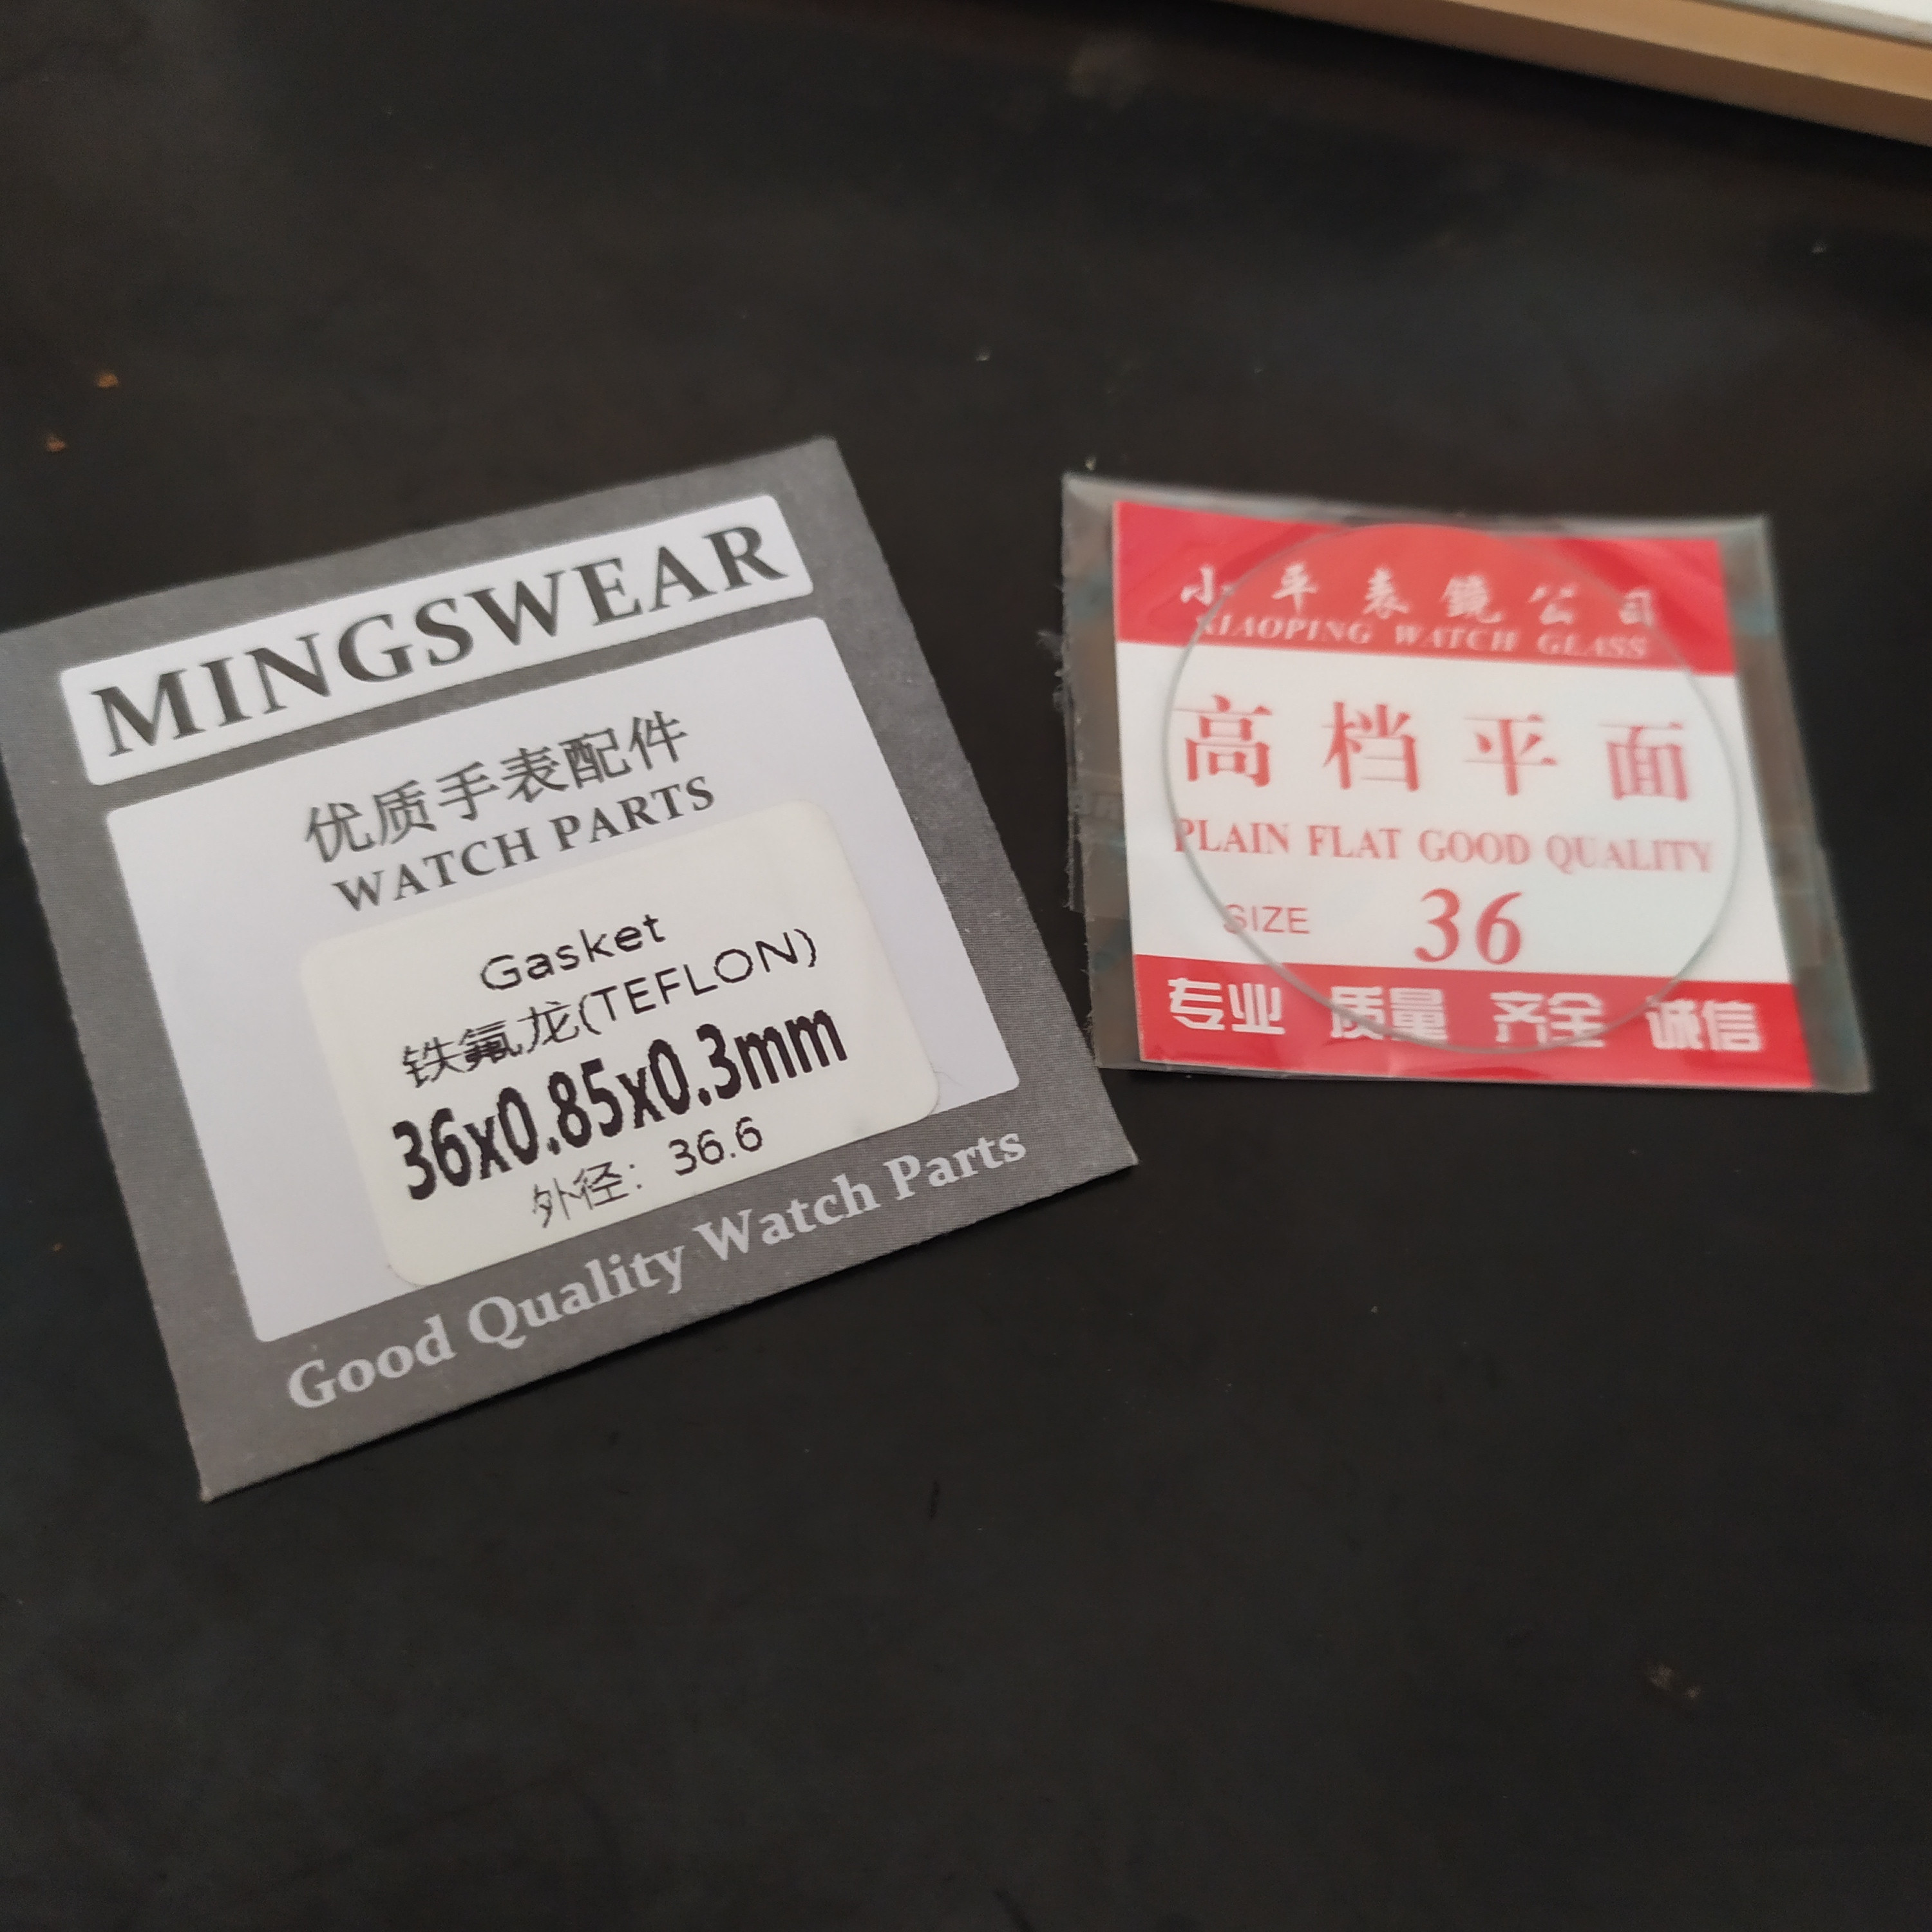 MINGSWEAR
优质手表配件
WATCH PARTS
Gasket
铁氟龙(TEFLON)
36x0.85x0.3mm
外径：36.6
Good Quality Watch Parts
小平表鏡公司
XIAOPING WATCH GLASS
高档平面
PLAIN FLAT GOOD QUALITY
SIZE 36
专业 质量 齐全 诚信